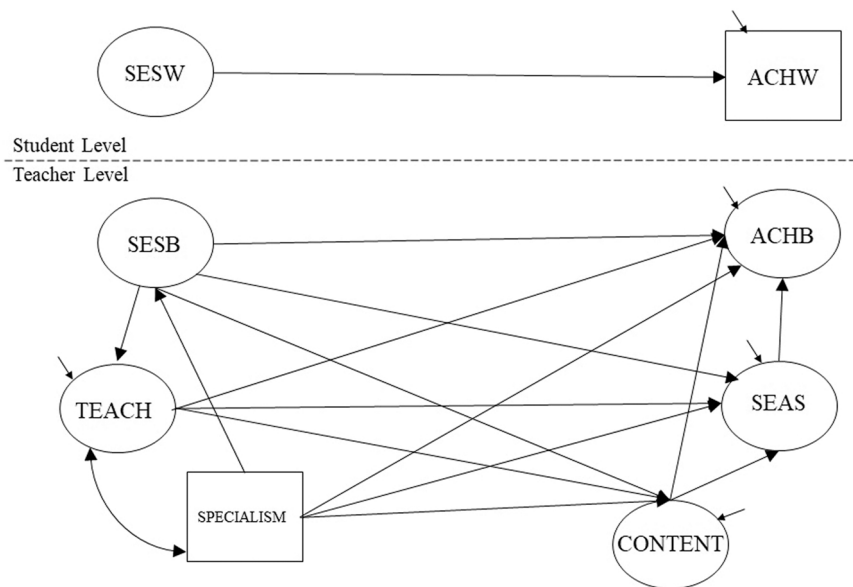 SESW
ACHW
Student Level
Teacher Level
SESB
ACHB
TEACH
SEAS
SPECIALISM
CONTENT